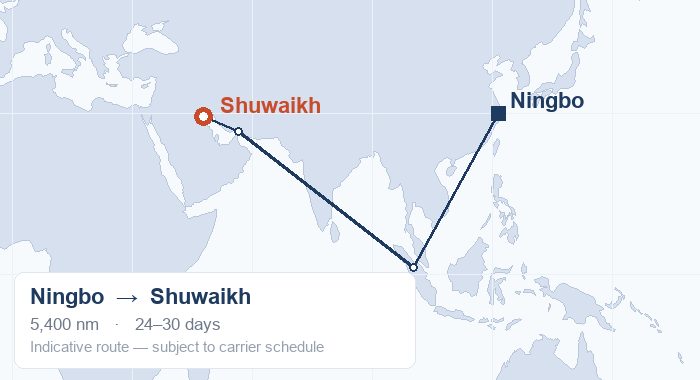 Shuwaikh
Ningbo
Ningbo → Shuwaikh
5,400 nm · 24–30 days
Indicative route — subject to carrier schedule